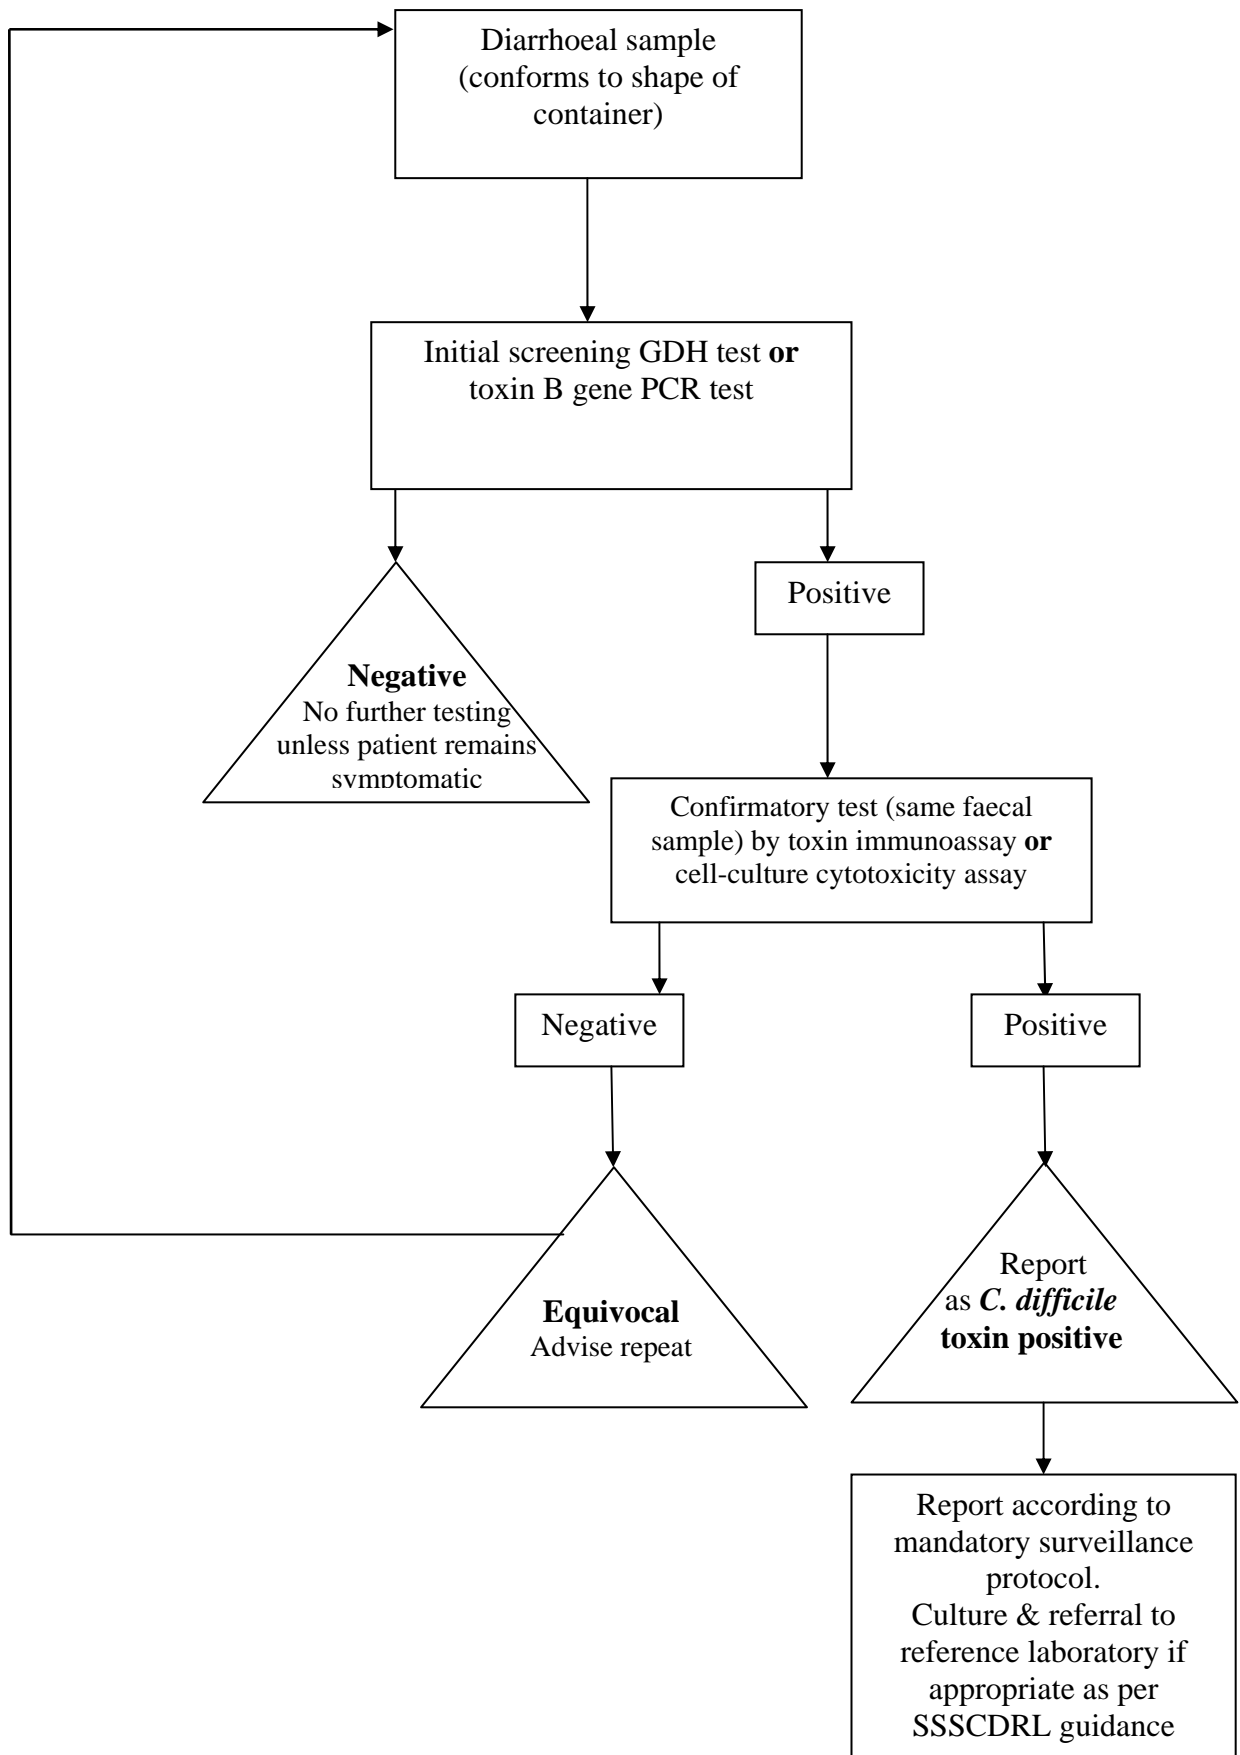 Diarrhoeal sample
(conforms to shape of
container)
Initial screening GDH test or
toxin B gene PCR test
Positive
Negative
No further testing
unless patient remains
symptomatic
Confirmatory test (same faecal
sample) by toxin immunoassay or
cell-culture cytotoxicity assay
Negative
Positive
Equivocal
Advise repeat
Report
as C. difficile
toxin positive
Report according to
mandatory surveillance
protocol.
Culture & referral to
reference laboratory if
appropriate as per
SSSCDRL guidance